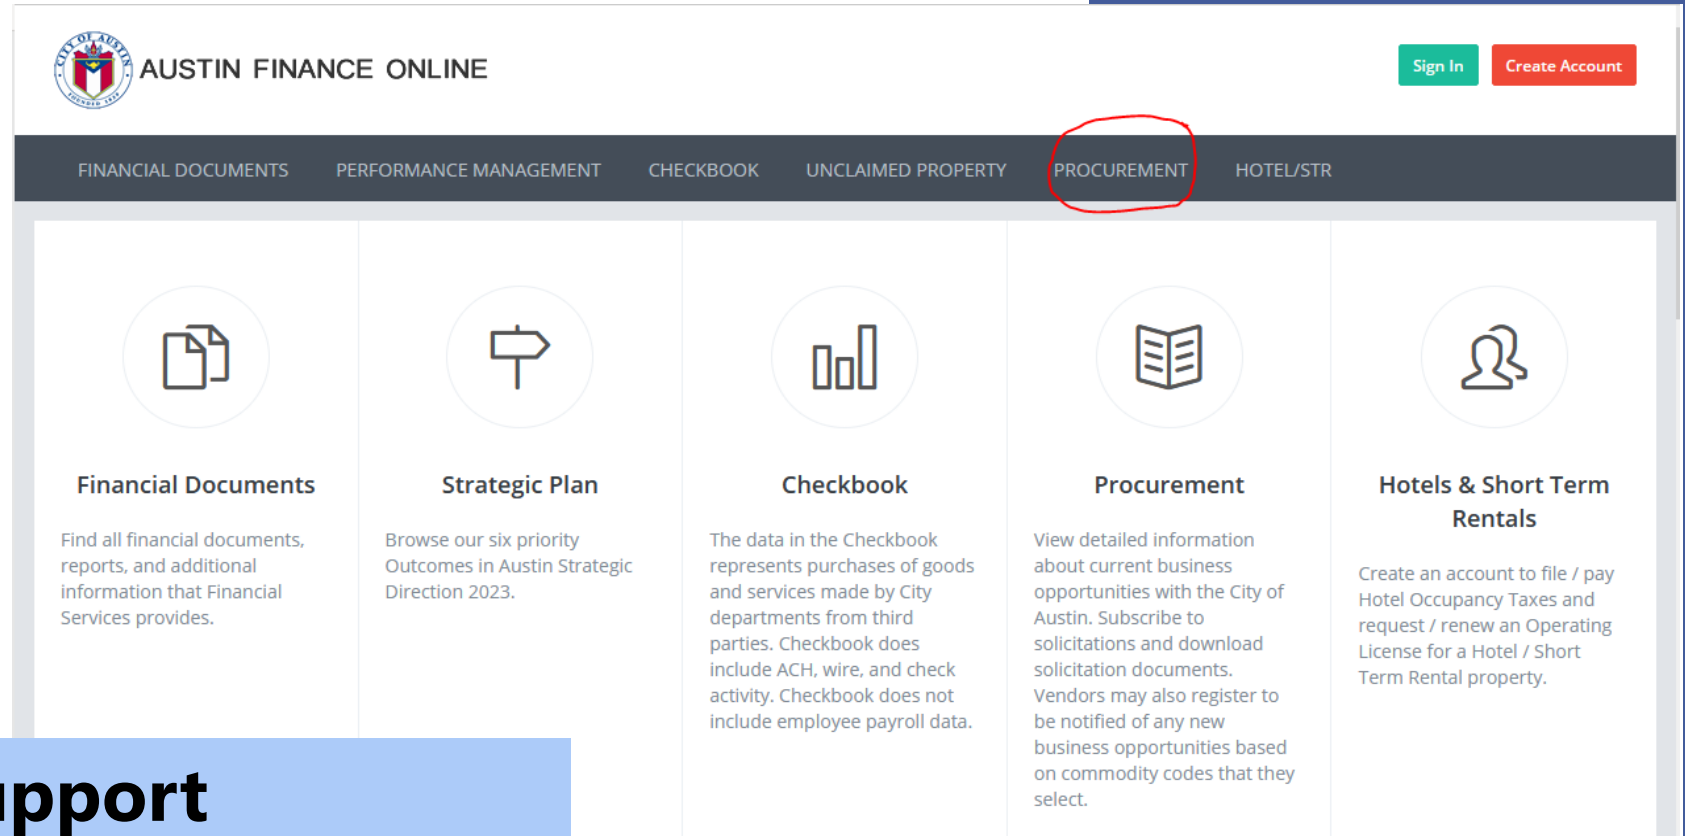 AUSTIN FINANCE ONLINE
Sign In
Create Account
FINANCIAL DOCUMENTS
PERFORMANCE MANAGEMENT
CHECKBOOK
UNCLAIMED PROPERTY
PROCUREMENT
HOTEL/STR
Financial Documents
Find all financial documents,
reports, and additional
information that Financial
Services provides.
Strategic Plan
Browse our six priority
Outcomes in Austin Strategic
Direction 2023.
Checkbook
The data in the Checkbook
represents purchases of goods
and services made by City
departments from third
parties. Checkbook does
include ACH, wire, and check
activity. Checkbook does not
include employee payroll data.
Procurement
View detailed information
about current business
opportunities with the City of
Austin. Subscribe to
solicitations and download
solicitation documents.
Vendors may also register to
be notified of any new
business opportunities based
on commodity codes that they
select.
Hotels & Short Term
Rentals
Create an account to file / pay
Hotel Occupancy Taxes and
request / renew an Operating
License for a Hotel / Short
Term Rental property.
upport